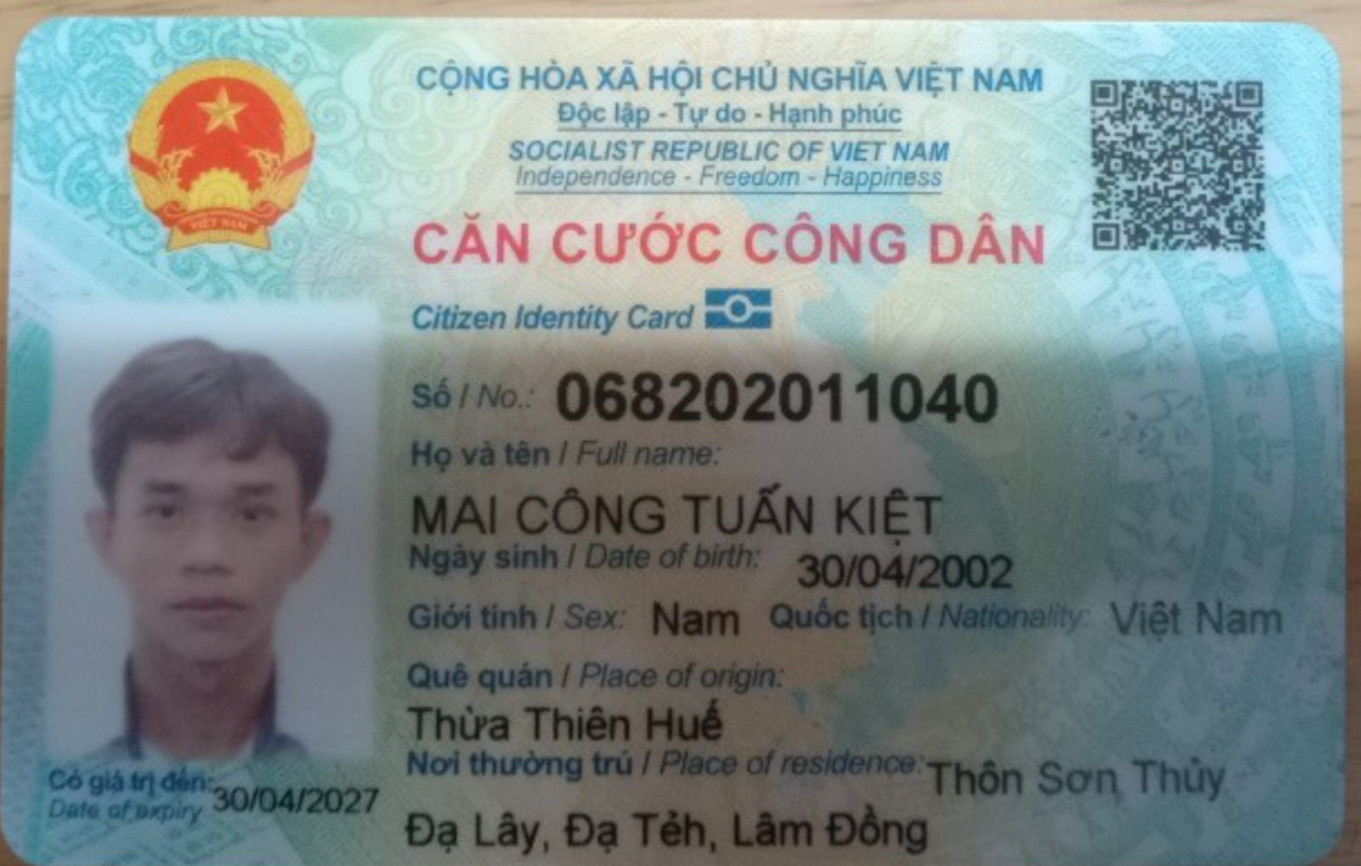 CỘNG HÒA XÃ HỘI CHỦ NGHĨA VIỆT NAM
Độc lập - Tự do - Hạnh phúc
SOCIALIST REPUBLIC OF VIET NAM
Independence - Freedom - Happiness
CĂN CƯỚC CÔNG DÂN
Citizen Identity Card
VIỆT NAM
Số / No.: 068202011040
Họ và tên / Full name:
MAI CÔNG TUẤN KIỆT
Ngày sinh / Date of birth: 30/04/2002
Giới tính / Sex: Nam Quốc tịch / Nationality: Việt Nam
Quê quán / Place of origin:
Thừa Thiên Huế
Nơi thường trú / Place of residence: Thôn Sơn Thủy
Đạ Lây, Đạ Tẻh, Lâm Đồng
Có giá trị đến: 30/04/2027
Date of expiry